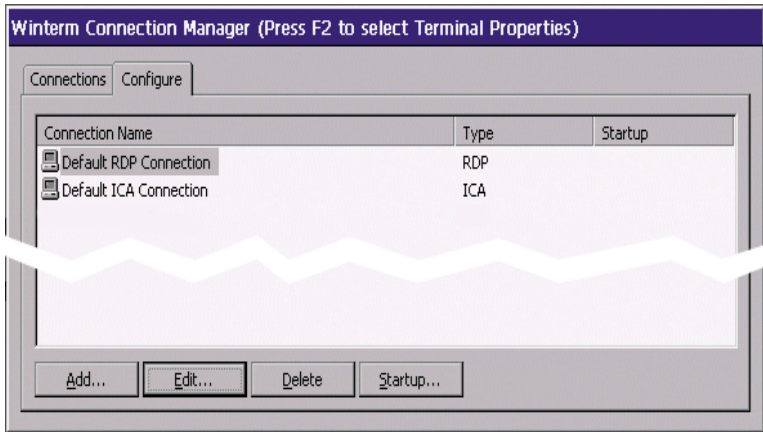 Winterm Connection Manager (Press F2 to select Terminal Properties)
Connections Configure
Connection Name Type Startup
Default RDP Connection RDP
Default ICA Connection ICA
Add... Edit... Delete Startup...